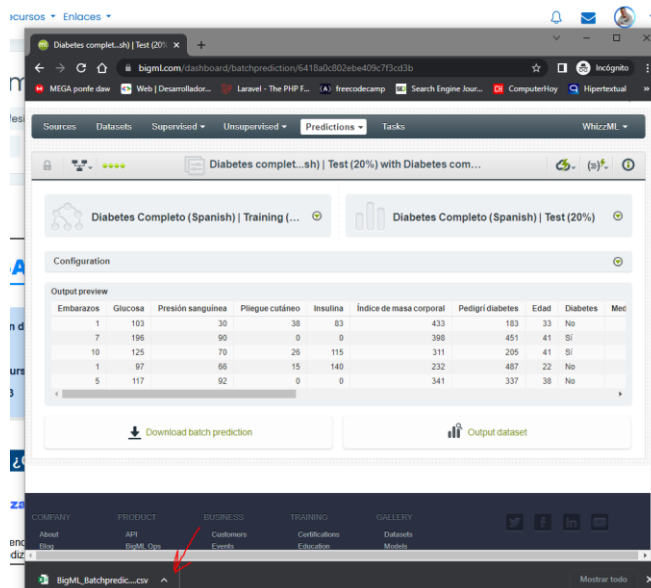 ecursos Enlaces
Diabetes complet...sh) | Test (20%
bigml.com/dashboard/batchprediction/6418a0c802ebe409c7f3cd3b
Incógnito
MEGA ponfe daw Web | Desarrollador... Laravel - The PHP F... freecodecamp Search Engine Jour... ComputerHoy Hipertextual »
Sources Datasets Supervised Unsupervised Predictions Tasks WhizzML
Diabetes complet...sh) | Test (20%) with Diabetes com...
Diabetes Completo (Spanish) | Training (... Diabetes Completo (Spanish) | Test (20%)
Configuration
Output preview
Embarazos Glucosa Presión sanguínea Pliegue cutáneo Insulina Índice de masa corporal Pedigrí diabetes Edad Diabetes Med
1 103 30 38 83 433 183 33 No
7 196 90 0 0 398 451 41 Sí
10 125 70 26 115 311 205 41 Sí
1 97 66 15 140 232 487 22 No
5 117 92 0 0 341 337 38 No
Download batch prediction Output dataset
COMPANY PRODUCT BUSINESS TRAINING GALLERY
About API Customers Certifications Datasets
Blog BigML Ops Events Education Models
BigML_Batchpredic....csv Mostrar todo